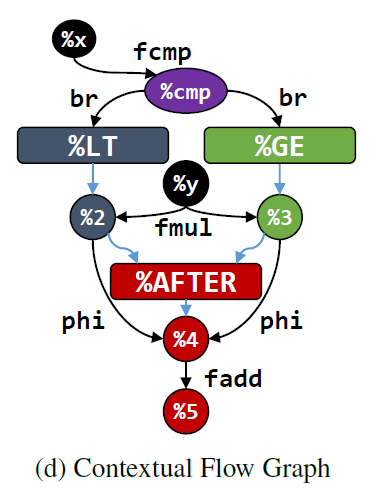 %x
fcmp
br
%cmp
br
%LT
%GE
%y
%2
%3
fmul
%AFTER
phi
%4
phi
fadd
%5
(d) Contextual Flow Graph